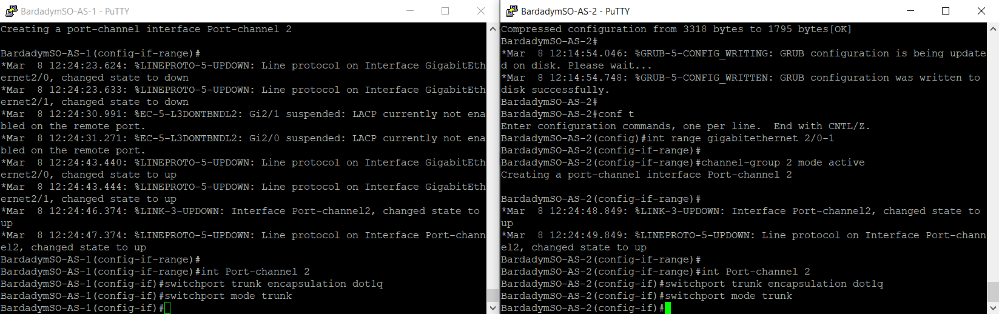 BardadymSO-AS-1 - PuTTY
Creating a port-channel interface Port-channel 2
BardadymSO-AS-1(config-if-range)#
*Mar  8 12:24:23.624: %LINEPROTO-5-UPDOWN: Line protocol on Interface GigabitEth
ernet2/0, changed state to down
*Mar  8 12:24:23.633: %LINEPROTO-5-UPDOWN: Line protocol on Interface GigabitEth
ernet2/1, changed state to down
*Mar  8 12:24:30.991: %EC-5-L3DONTBNDL2: Gi2/1 suspended: LACP currently not ena
bled on the remote port.
*Mar  8 12:24:31.271: %EC-5-L3DONTBNDL2: Gi2/0 suspended: LACP currently not ena
bled on the remote port.
*Mar  8 12:24:43.440: %LINEPROTO-5-UPDOWN: Line protocol on Interface GigabitEth
ernet2/0, changed state to up
*Mar  8 12:24:43.444: %LINEPROTO-5-UPDOWN: Line protocol on Interface GigabitEth
ernet2/1, changed state to up
*Mar  8 12:24:46.374: %LINK-3-UPDOWN: Interface Port-channel2, changed state to
up
*Mar  8 12:24:47.374: %LINEPROTO-5-UPDOWN: Line protocol on Interface Port-chann
el2, changed state to up
BardadymSO-AS-1(config-if-range)#
BardadymSO-AS-1(config-if-range)#int Port-channel 2
BardadymSO-AS-1(config-if)#switchport trunk encapsulation dot1q
BardadymSO-AS-1(config-if)#switchport mode trunk
BardadymSO-AS-1(config-if)#
BardadymSO-AS-2 - PuTTY
Compressed configuration from 3318 bytes to 1795 bytes[OK]
BardadymSO-AS-2#
*Mar  8 12:14:54.046: %GRUB-5-CONFIG_WRITING: GRUB configuration is being update
d on disk. Please wait...
*Mar  8 12:14:54.748: %GRUB-5-CONFIG_WRITTEN: GRUB configuration was written to
disk successfully.
BardadymSO-AS-2#
BardadymSO-AS-2#conf t
Enter configuration commands, one per line.  End with CNTL/Z.
BardadymSO-AS-2(config)#int range gigabitethernet 2/0-1
BardadymSO-AS-2(config-if-range)#
BardadymSO-AS-2(config-if-range)#channel-group 2 mode active
Creating a port-channel interface Port-channel 2
BardadymSO-AS-2(config-if-range)#
*Mar  8 12:24:48.849: %LINK-3-UPDOWN: Interface Port-channel2, changed state to
up
*Mar  8 12:24:49.849: %LINEPROTO-5-UPDOWN: Line protocol on Interface Port-chann
el2, changed state to up
BardadymSO-AS-2(config-if-range)#
BardadymSO-AS-2(config-if-range)#int Port-channel 2
BardadymSO-AS-2(config-if)#switchport trunk encapsulation dot1q
BardadymSO-AS-2(config-if)#switchport mode trunk
BardadymSO-AS-2(config-if)#